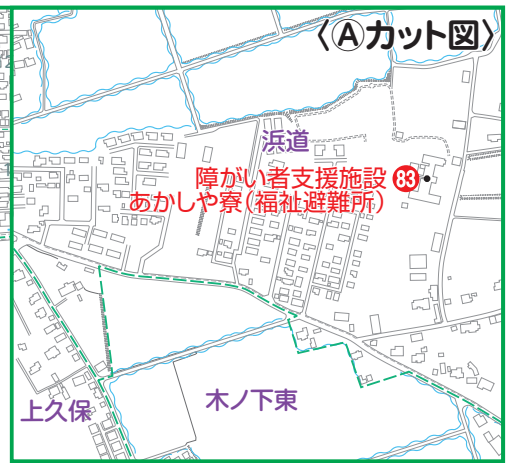 〈Ⓐカット図〉
浜道
障がい者支援施設 83
あかしや寮(福祉避難所)
木ノ下東
上久保